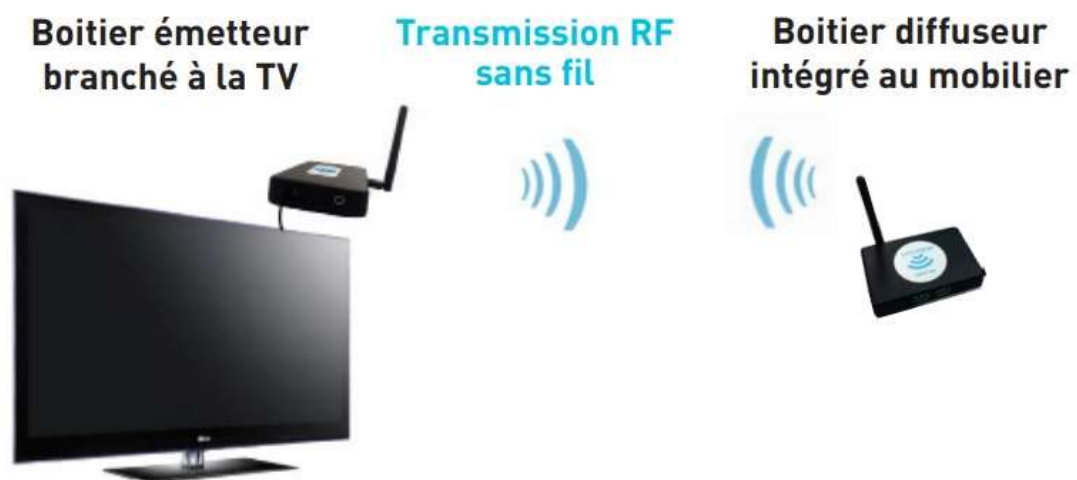 Boitier émetteur
branché à la TV
Transmission RF
sans fil
Boitier diffuseur
intégré au mobilier